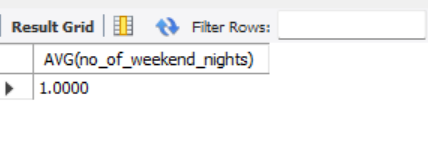 Result Grid Filter Rows:
AVG(no_of_weekend_nights)
1.0000